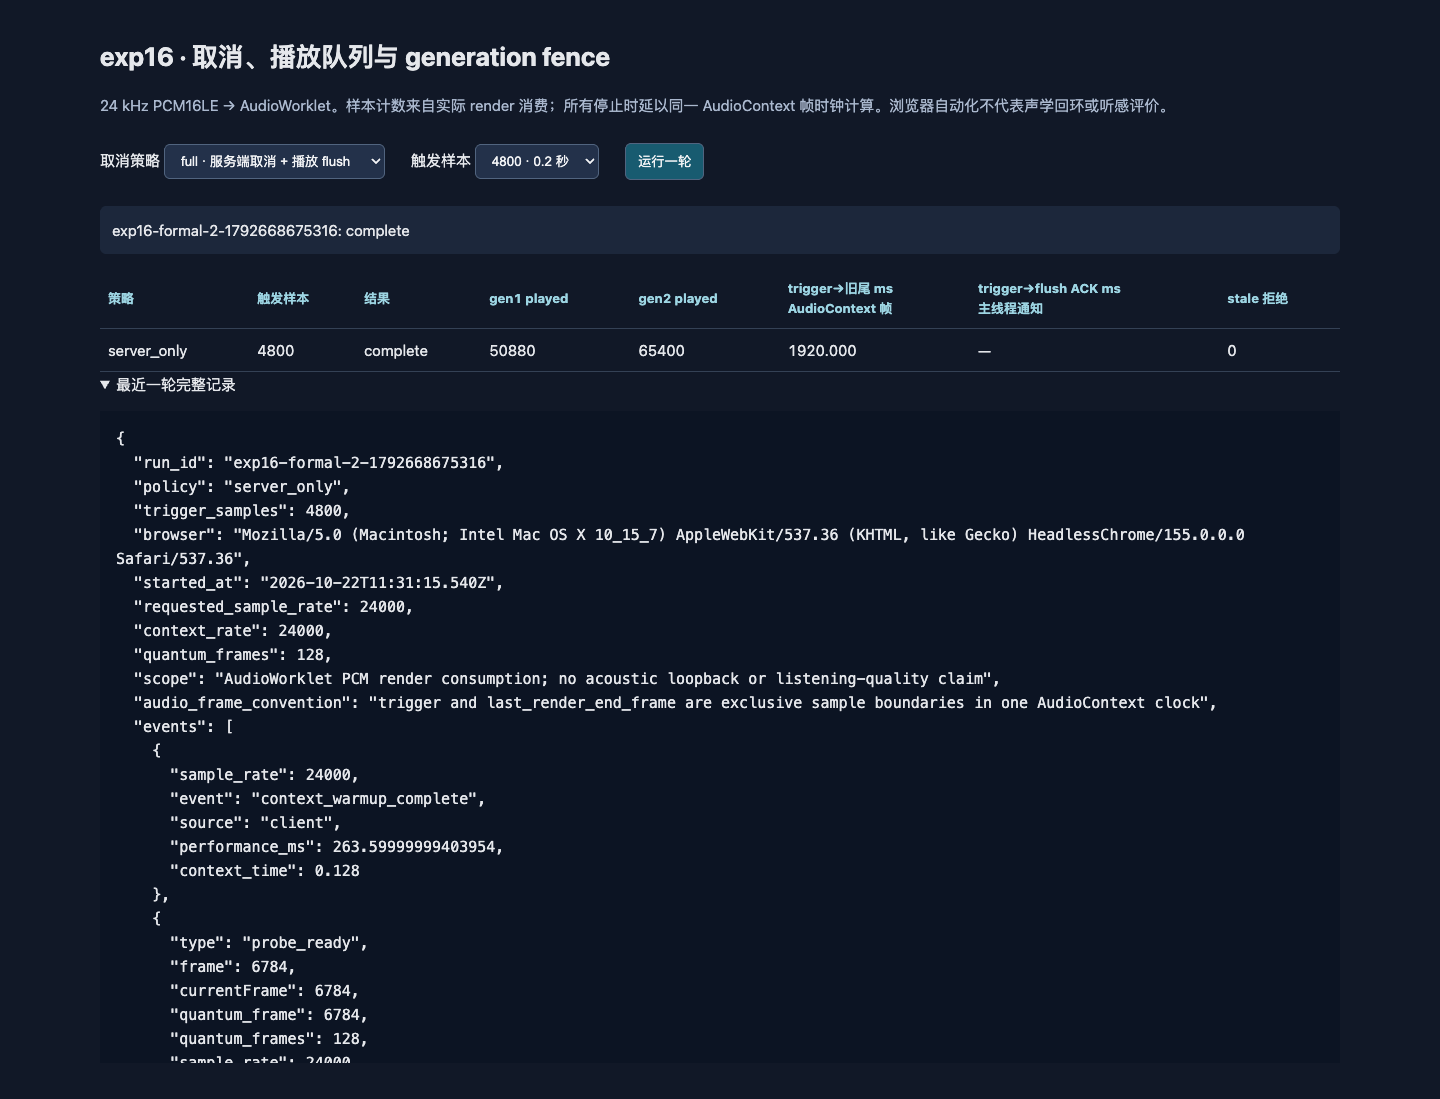 exp16 · 取消、播放队列与 generation fence
24 kHz PCM16LE → AudioWorklet。样本计数来自实际 render 消费；所有停止时延以同一 AudioContext 帧时钟计算。浏览器自动化不代表声学回环或听感评价。
取消策略 full · 服务端取消 + 播放 flush 触发样本 4800 · 0.2 秒 运行一轮
exp16-formal-2-1792668675316: complete
策略 触发样本 结果 gen1 played gen2 played trigger→旧尾 ms trigger→flush ACK ms stale 拒绝
AudioContext 帧 主线程通知
server_only 4800 complete 50880 65400 1920.000 — 0
▼ 最近一轮完整记录
{
"run_id": "exp16-formal-2-1792668675316",
"policy": "server_only",
"trigger_samples": 4800,
"browser": "Mozilla/5.0 (Macintosh; Intel Mac OS X 10_15_7) AppleWebKit/537.36 (KHTML, like Gecko) HeadlessChrome/155.0.0.0
Safari/537.36",
"started_at": "2026-10-22T11:31:15.540Z",
"requested_sample_rate": 24000,
"context_rate": 24000,
"quantum_frames": 128,
"scope": "AudioWorklet PCM render consumption; no acoustic loopback or listening-quality claim",
"audio_frame_convention": "trigger and last_render_end_frame are exclusive sample boundaries in one AudioContext clock",
"events": [
{
"sample_rate": 24000,
"event": "context_warmup_complete",
"source": "client",
"performance_ms": 263.59999999403954,
"context_time": 0.128
},
{
"type": "probe_ready",
"frame": 6784,
"currentFrame": 6784,
"quantum_frame": 6784,
"quantum_frames": 128,
"sample_rate": 24000